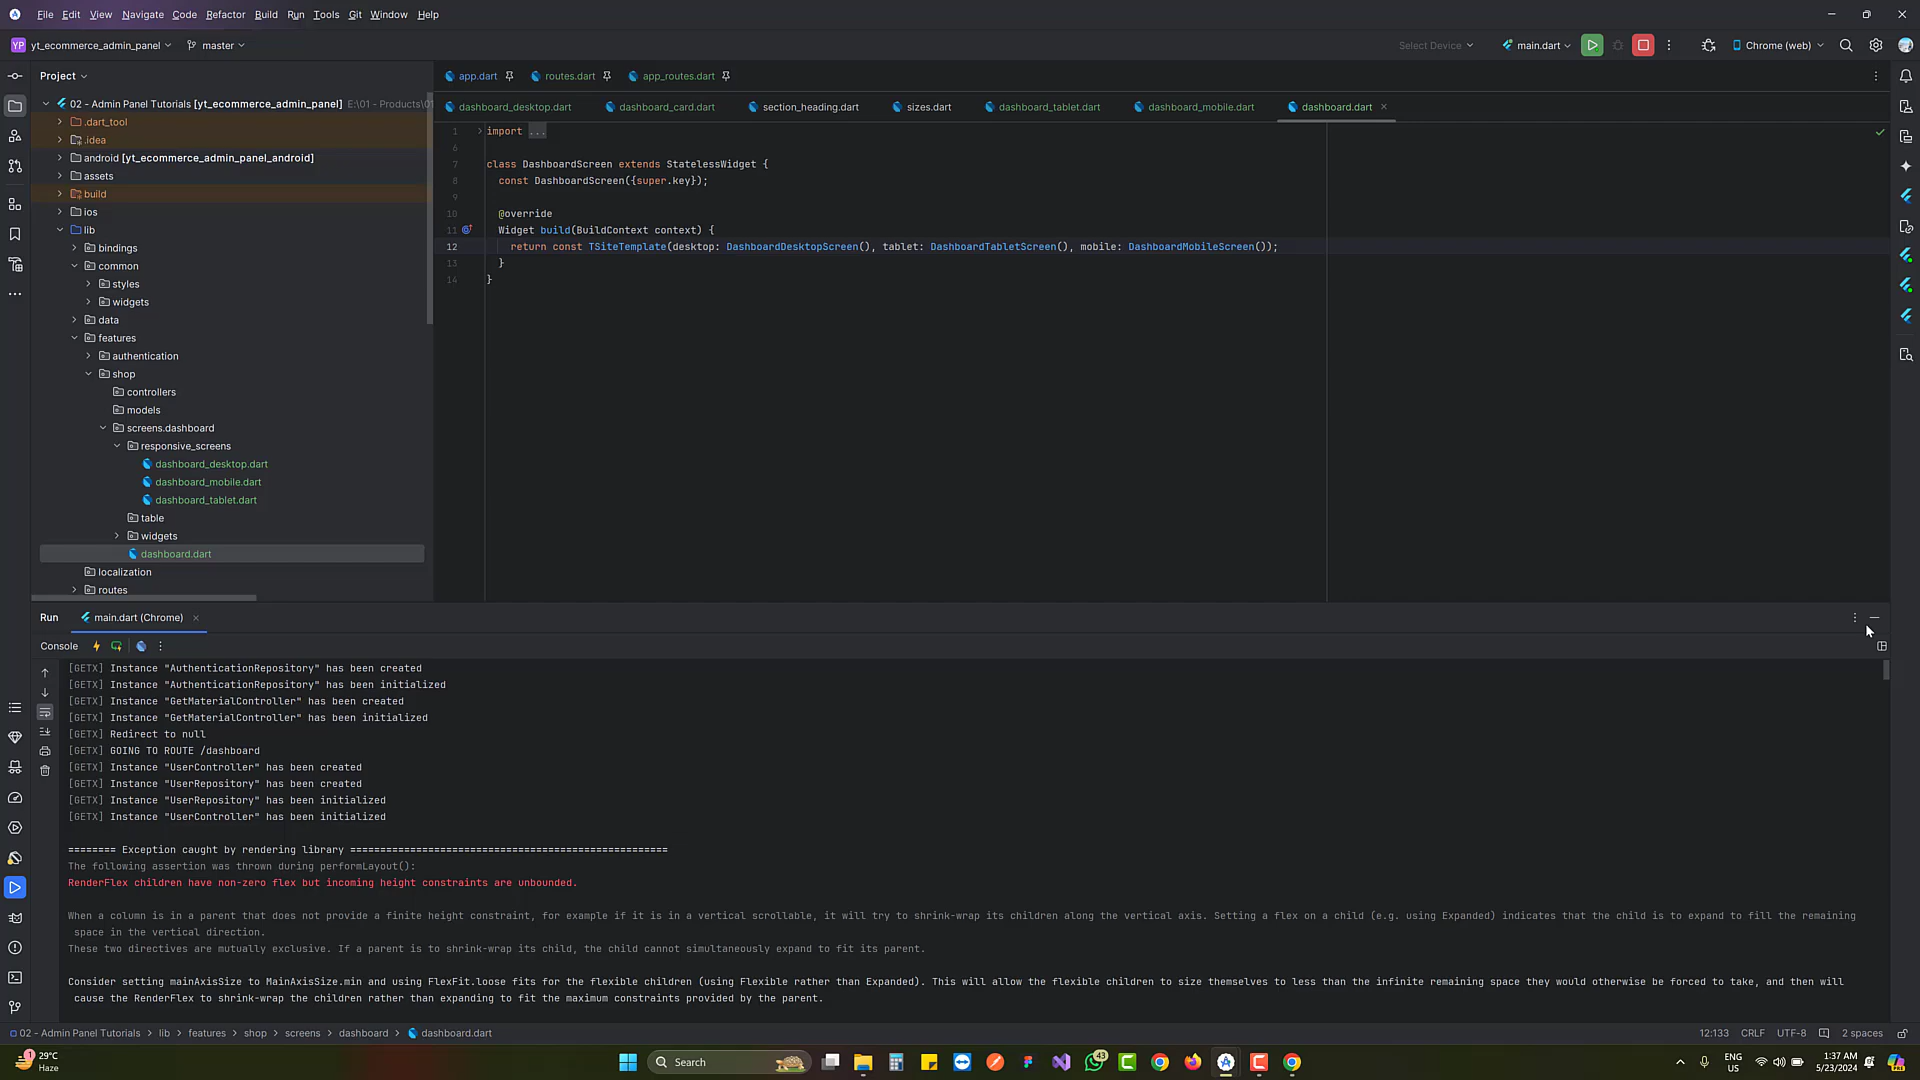 File Edit View Navigate Code Refactor Build Run Tools Git Window Help
YP yt_ecommerce_admin_panel master Select Device main.dart Chrome (web)
Project
app.dart routes.dart app_routes.dart
dashboard_desktop.dart dashboard_card.dart section_heading.dart sizes.dart dashboard_tablet.dart dashboard_mobile.dart dashboard.dart
02 - Admin Panel Tutorials [yt_ecommerce_admin_panel] E:\01 - Products\01
.dart_tool
.idea
android [yt_ecommerce_admin_panel_android]
assets
build
ios
lib
bindings
common
styles
widgets
data
features
authentication
shop
controllers
models
screens.dashboard
responsive_screens
dashboard_desktop.dart
dashboard_mobile.dart
dashboard_tablet.dart
table
widgets
dashboard.dart
localization
routes
1 import ...
6
7 class DashboardScreen extends StatelessWidget {
8 const DashboardScreen({super.key});
9
10 @override
11 Widget build(BuildContext context) {
12 return const TSiteTemplate(desktop: DashboardDesktopScreen(), tablet: DashboardTabletScreen(), mobile: DashboardMobileScreen());
13 }
14 }
Run main.dart (Chrome)
Console
[GETX] Instance "AuthenticationRepository" has been created
[GETX] Instance "AuthenticationRepository" has been initialized
[GETX] Instance "GetMaterialController" has been created
[GETX] Instance "GetMaterialController" has been initialized
[GETX] Redirect to null
[GETX] GOING TO ROUTE /dashboard
[GETX] Instance "UserController" has been created
[GETX] Instance "UserRepository" has been created
[GETX] Instance "UserRepository" has been initialized
[GETX] Instance "UserController" has been initialized
======== Exception caught by rendering library =====================================================
The following assertion was thrown during performLayout():
RenderFlex children have non-zero flex but incoming height constraints are unbounded.
When a column is in a parent that does not provide a finite height constraint, for example if it is in a vertical scrollable, it will try to shrink-wrap its children along the vertical axis. Setting a flex on a child (e.g. using Expanded) indicates that the child is to expand to fill the remaining
space in the vertical direction.
These two directives are mutually exclusive. If a parent is to shrink-wrap its child, the child cannot simultaneously expand to fit its parent.
Consider setting mainAxisSize to MainAxisSize.min and using FlexFit.loose fits for the flexible children (using Flexible rather than Expanded). This will allow the flexible children to size themselves to less than the infinite remaining space they would otherwise be forced to take, and then will
cause the RenderFlex to shrink-wrap the children rather than expanding to fit the maximum constraints provided by the parent.
02 - Admin Panel Tutorials lib features shop screens dashboard dashboard.dart 12:133 CRLF UTF-8 2 spaces
1 29°C
Haze
Search
43
ENG
US
1:37 AM
5/23/2024